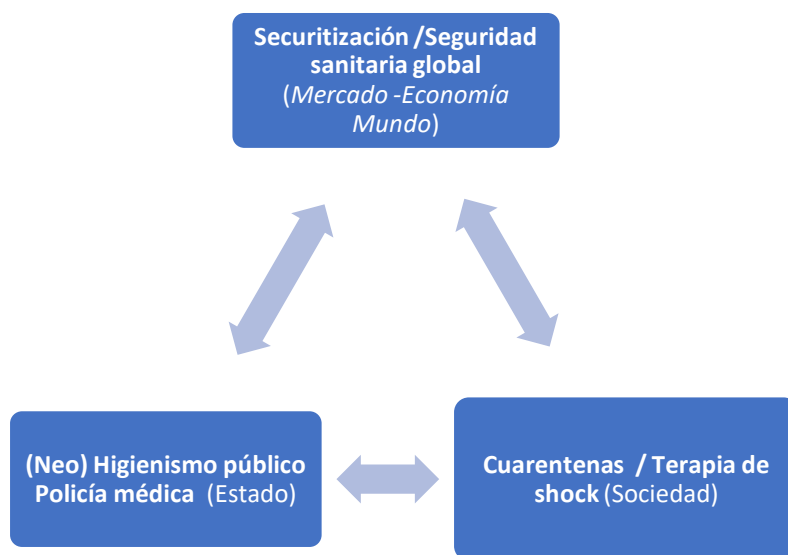 Securitización /Seguridad
sanitaria global
(Mercado -Economía
Mundo)
(Neo) Higienismo público
Policía médica (Estado)
Cuarentenas / Terapia de
shock (Sociedad)